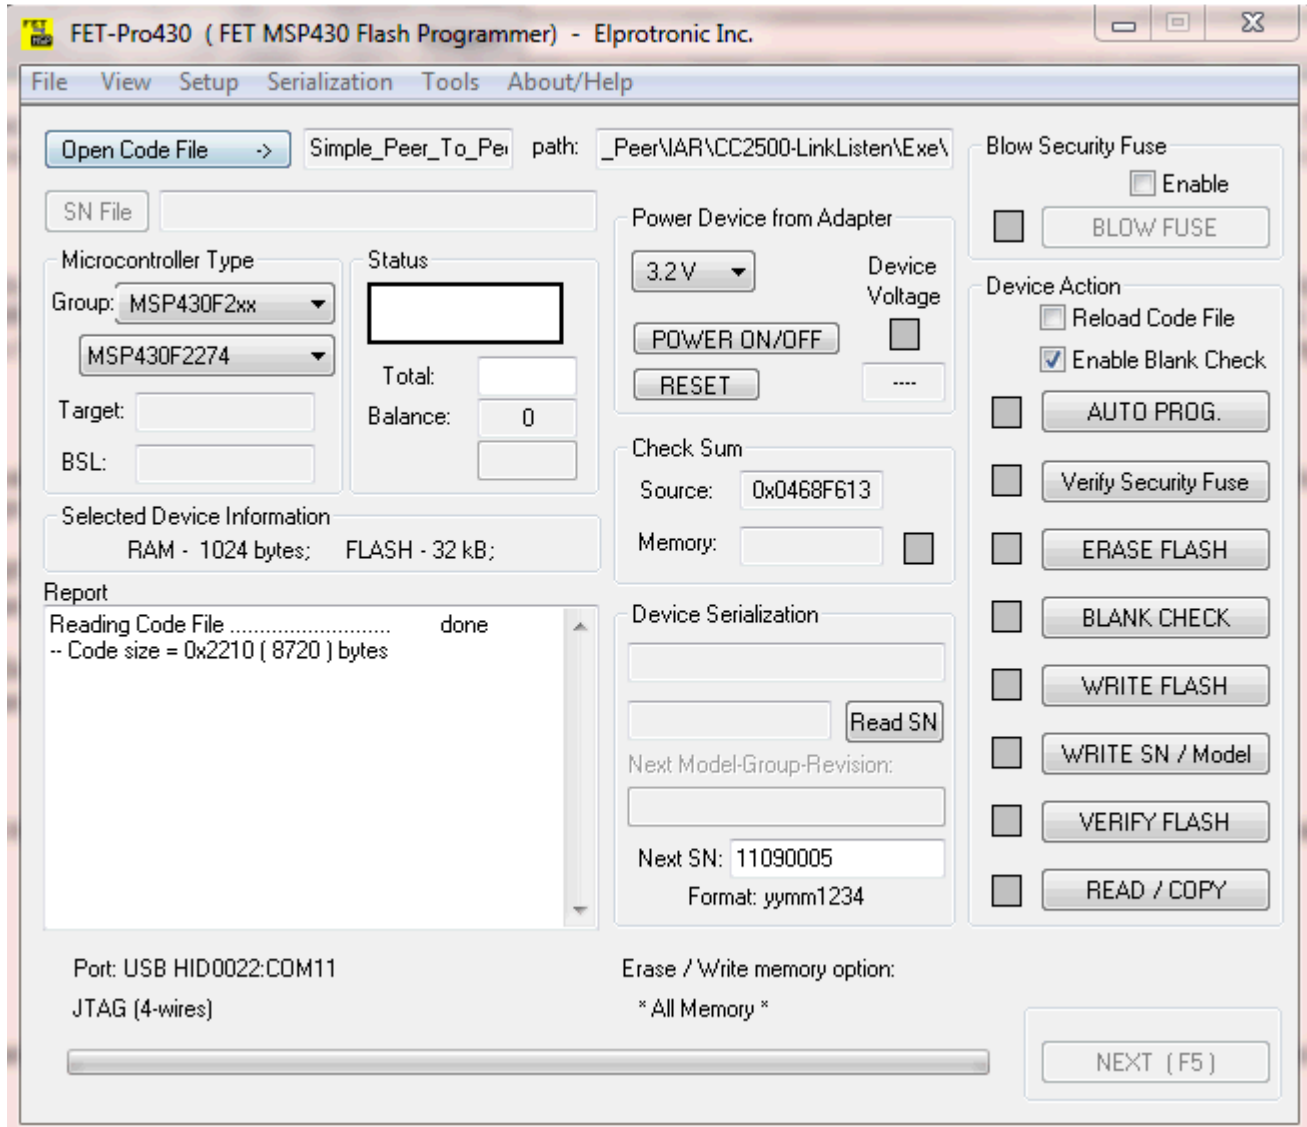 FET-Pro430 ( FET MSP430 Flash Programmer) - Elprotronic Inc.
File View Setup Serialization Tools About/Help
Open Code File ->
Simple_Peer_To_Pe
path:
_Peer\IAR\CC2500-LinkListen\Exe\
SN File
Microcontroller Type
Group: MSP430F2xx
MSP430F2274
Target:
BSL:
Status
Total:
Balance: 0
Selected Device Information
RAM - 1024 bytes; FLASH - 32 kB;
Report
Reading Code File ........................... done
-- Code size = 0x2210 ( 8720 ) bytes
Power Device from Adapter
3.2 V
Device
Voltage
POWER ON/OFF
RESET
----
Check Sum
Source: 0x0468F613
Memory:
Device Serialization
Read SN
Next Model-Group-Revision:
Next SN: 11090005
Format: yymm1234
Blow Security Fuse
Enable
BLOW FUSE
Device Action
Reload Code File
Enable Blank Check
AUTO PROG.
Verify Security Fuse
ERASE FLASH
BLANK CHECK
WRITE FLASH
WRITE SN / Model
VERIFY FLASH
READ / COPY
Port: USB HID0022:COM11
JTAG (4-wires)
Erase / Write memory option:
* All Memory *
NEXT ( F5 )